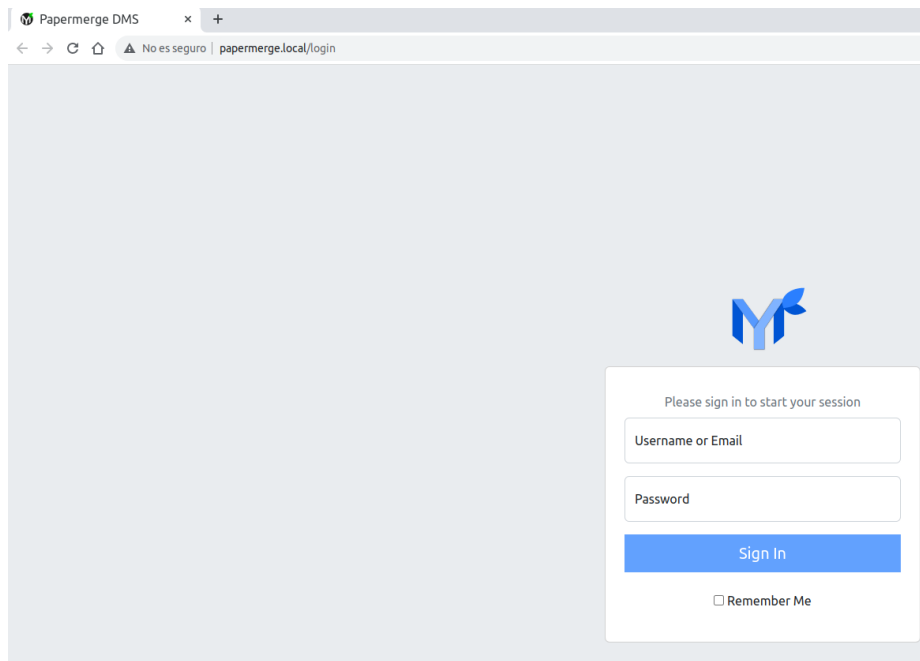 Papermerge DMS
No es seguro | papermerge.local/login
Please sign in to start your session
Username or Email
Password
Sign In
Remember Me